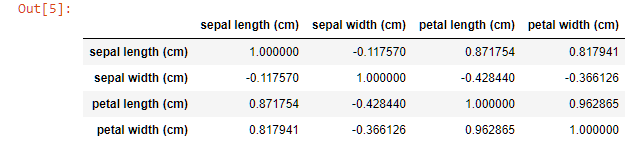 Out[5]:
sepal length (cm) sepal width (cm) petal length (cm) petal width (cm)
sepal length (cm) 1.000000 -0.117570 0.871754 0.817941
sepal width (cm) -0.117570 1.000000 -0.428440 -0.366126
petal length (cm) 0.871754 -0.428440 1.000000 0.962865
petal width (cm) 0.817941 -0.366126 0.962865 1.000000